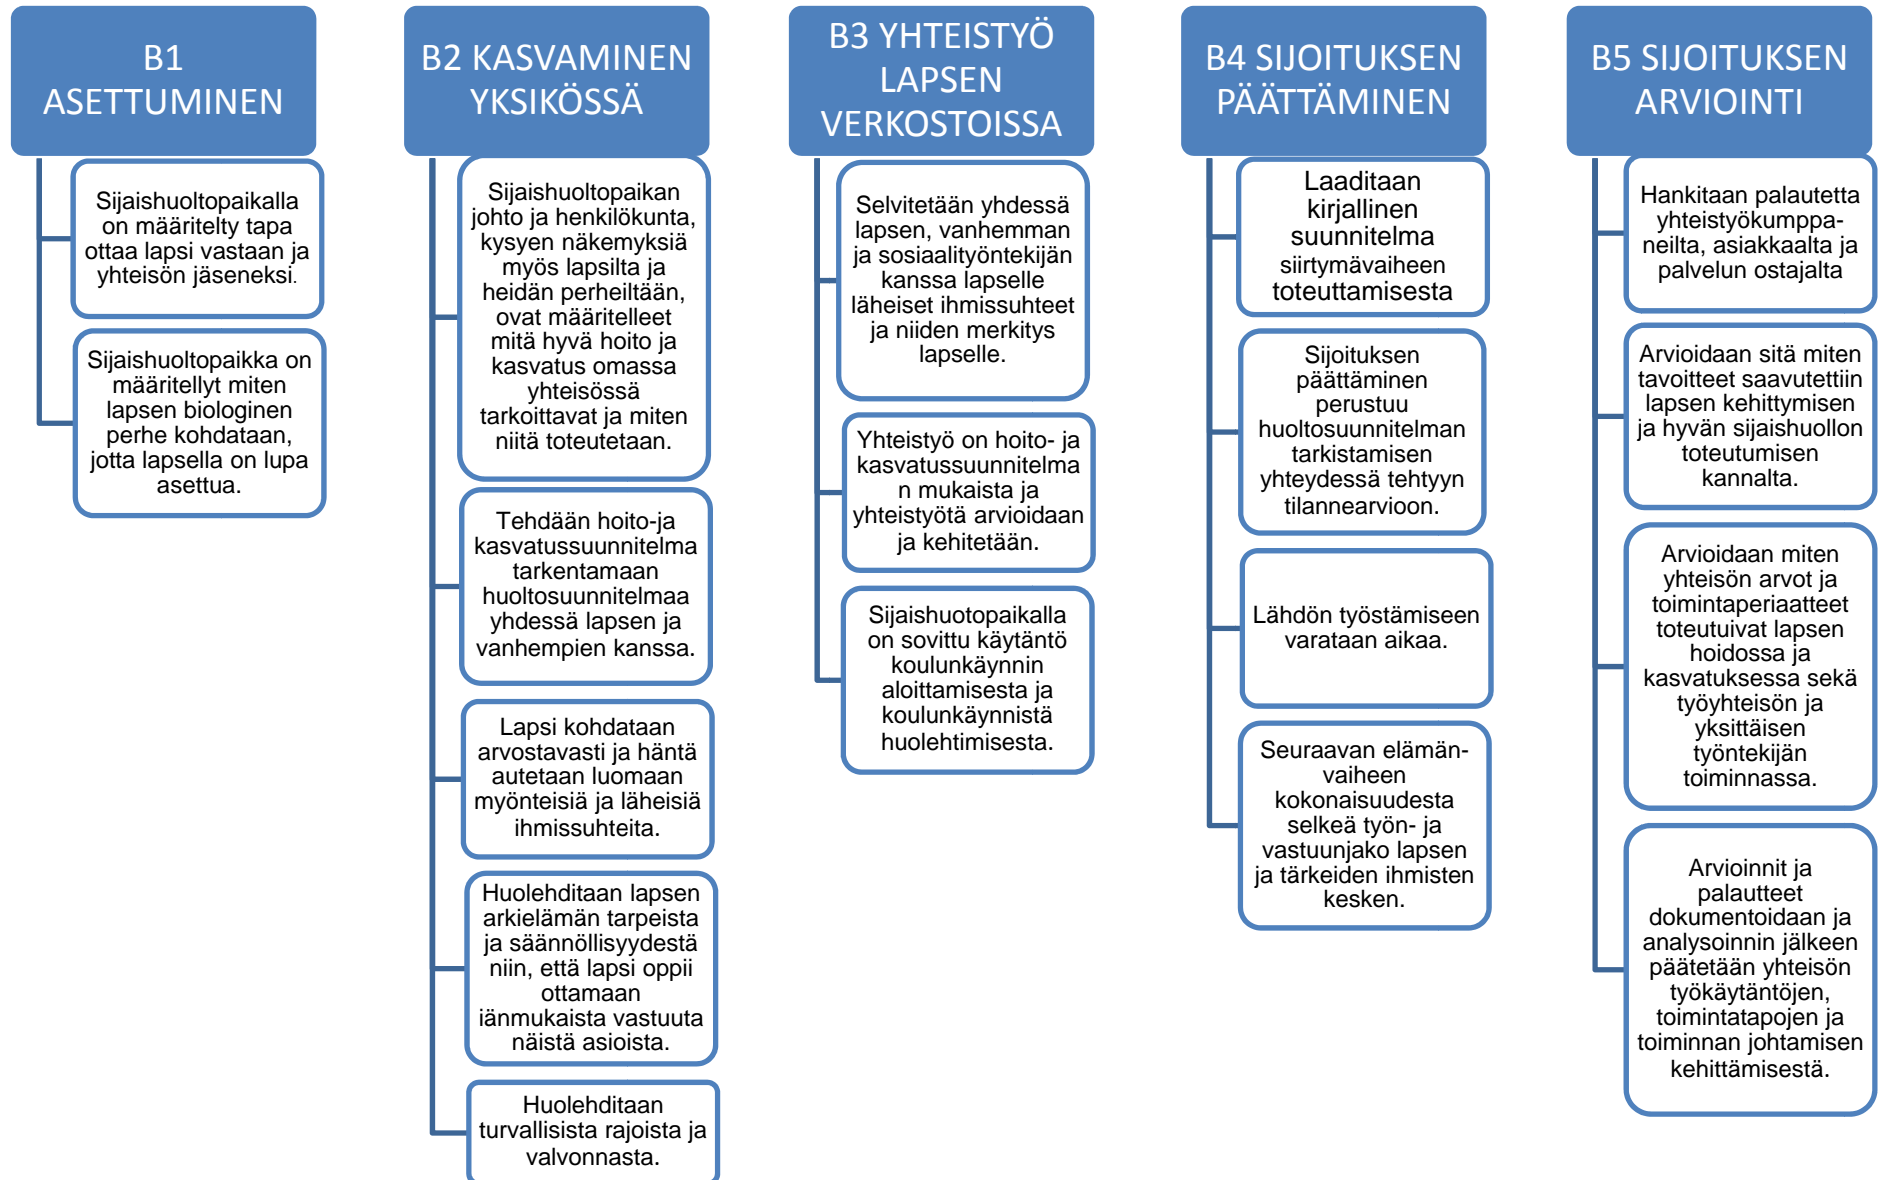 B1
ASETTUMINEN
Sijaishuoltopaikalla
on määritelty tapa
ottaa lapsi vastaan ja
yhteisön jäseneksi.
Sijaishuoltopaikka on
määritellyt miten
lapsen biologinen
perhe kohdataan,
jotta lapsella on lupa
asettua.
B2 KASVAMINEN
YKSIKÖSSÄ
Sijaishuoltopaikan
johto ja henkilökunta,
kysyen näkemyksiä
myös lapsilta ja
heidän perheiltään,
ovat määritelleet
mitä hyvä hoito ja
kasvatus omassa
yhteisössä
tarkoittavat ja miten
niitä toteutetaan.
Tehdään hoito-ja
kasvatussuunnitelma
tarkentamaan
huoltosuunnitelmaa
yhdessä lapsen ja
vanhempien kanssa.
Lapsi kohdataan
arvostavasti ja häntä
autetaan luomaan
myönteisiä ja läheisiä
ihmissuhteita.
Huolehditaan lapsen
arkielämän tarpeista
ja säännöllisyydestä
niin, että lapsi oppii
ottamaan
iänmukaista vastuuta
näistä asioista.
Huolehditaan
turvallisista rajoista ja
valvonnasta.
B3 YHTEISTYÖ
LAPSEN
VERKOSTOISSA
Selvitetään yhdessä
lapsen, vanhemman
ja sosiaalityöntekijän
kanssa lapselle
läheiset ihmissuhteet
ja niiden merkitys
lapselle.
Yhteistyö on hoito- ja
kasvatussuunnitelma
n mukaista ja
yhteistyötä arvioidaan
ja kehitetään.
Sijaishuotopaikalla
on sovittu käytäntö
koulunkäynnin
aloittamisesta ja
koulunkäynnistä
huolehtimisesta.
B4 SIJOITUKSEN
PÄÄTTÄMINEN
Laaditaan
kirjallinen
suunnitelma
siirtymävaiheen
toteuttamisesta
Sijoituksen
päättäminen
perustuu
huoltosuunnitelman
tarkistamisen
yhteydessä tehtyyn
tilannearvioon.
Lähdön työstämiseen
varataan aikaa.
Seuraavan elämän-
vaiheen
kokonaisuudesta
selkeä työn- ja
vastuunjako lapsen
ja tärkeiden ihmisten
kesken.
B5 SIJOITUKSEN
ARVIOINTI
Hankitaan palautetta
yhteistyökumppa-
neilta, asiakkaalta ja
palvelun ostajalta
Arvioidaan sitä miten
tavoitteet saavutettiin
lapsen kehittymisen
ja hyvän sijaishuollon
toteutumisen
kannalta.
Arvioidaan miten
yhteisön arvot ja
toimintaperiaatteet
toteutuivat lapsen
hoidossa ja
kasvatuksessa sekä
työyhteisön ja
yksittäisen
työntekijän
toiminnassa.
Arvioinnit ja
palautteet
dokumentoidaan ja
analysoinnin jälkeen
päätetään yhteisön
työkäytäntöjen,
toimintatapojen ja
toiminnan johtamisen
kehittämisestä.